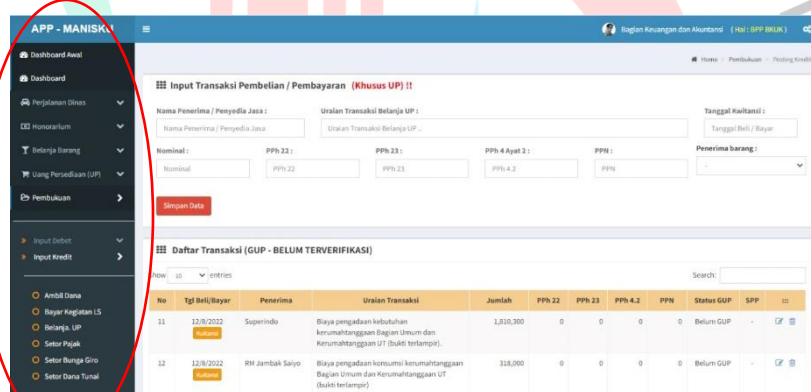 APP - MANISKU
Bagian Keuangan dan Akuntansi ( Hai : BPP BKUK )
Dashboard Awal
Dashboard
Perjalanan Dinas
Honorarium
Belanja Barang
Uang Persediaan (UP)
Pembukuan
Input Debet
Input Kredit
Ambil Dana
Bayar Kegiatan LS
Belanja. UP
Setor Pajak
Setor Bunga Giro
Setor Dana Tunai
Home Pembukuan Posting Kredit
Input Transaksi Pembelian / Pembayaran (Khusus UP) !!
Nama Penerima / Penyedia Jasa : Uraian Transaksi Belanja UP : Tanggal Kwitansi :
Nama Penerima / Penyedia Jasa Uraian Transaksi Belanja UP .. Tanggal Beli / Bayar
Nominal : PPh 22 : PPh 23 : PPh 4 Ayat 2 : PPN : Penerima barang :
Nominal PPh 22 PPh 23 PPh 4.2 PPN -
Simpan Data
Daftar Transaksi (GUP - BELUM TERVERIFIKASI)
Show 10 entries Search:
No Tgl Beli/Bayar Penerima Uraian Transaksi Jumlah PPh 22 PPh 23 PPh 4.2 PPN Status GUP SPP
11 12/8/2022 Superindo Biaya pengadaan kebutuhan 1,810,300 0 0 0 0 Belum GUP -
Kuitansi kerumahtanggaan Bagian Umum dan
Kerumahtanggaan UT (bukti terlampir).
12 12/8/2022 RM Jambak Saiyo Biaya pengadaan konsumsi kerumahtanggaan 318,000 0 0 0 0 Belum GUP -
Kuitansi Bagian Umum dan Kerumahtanggaan UT
(bukti terlampir)